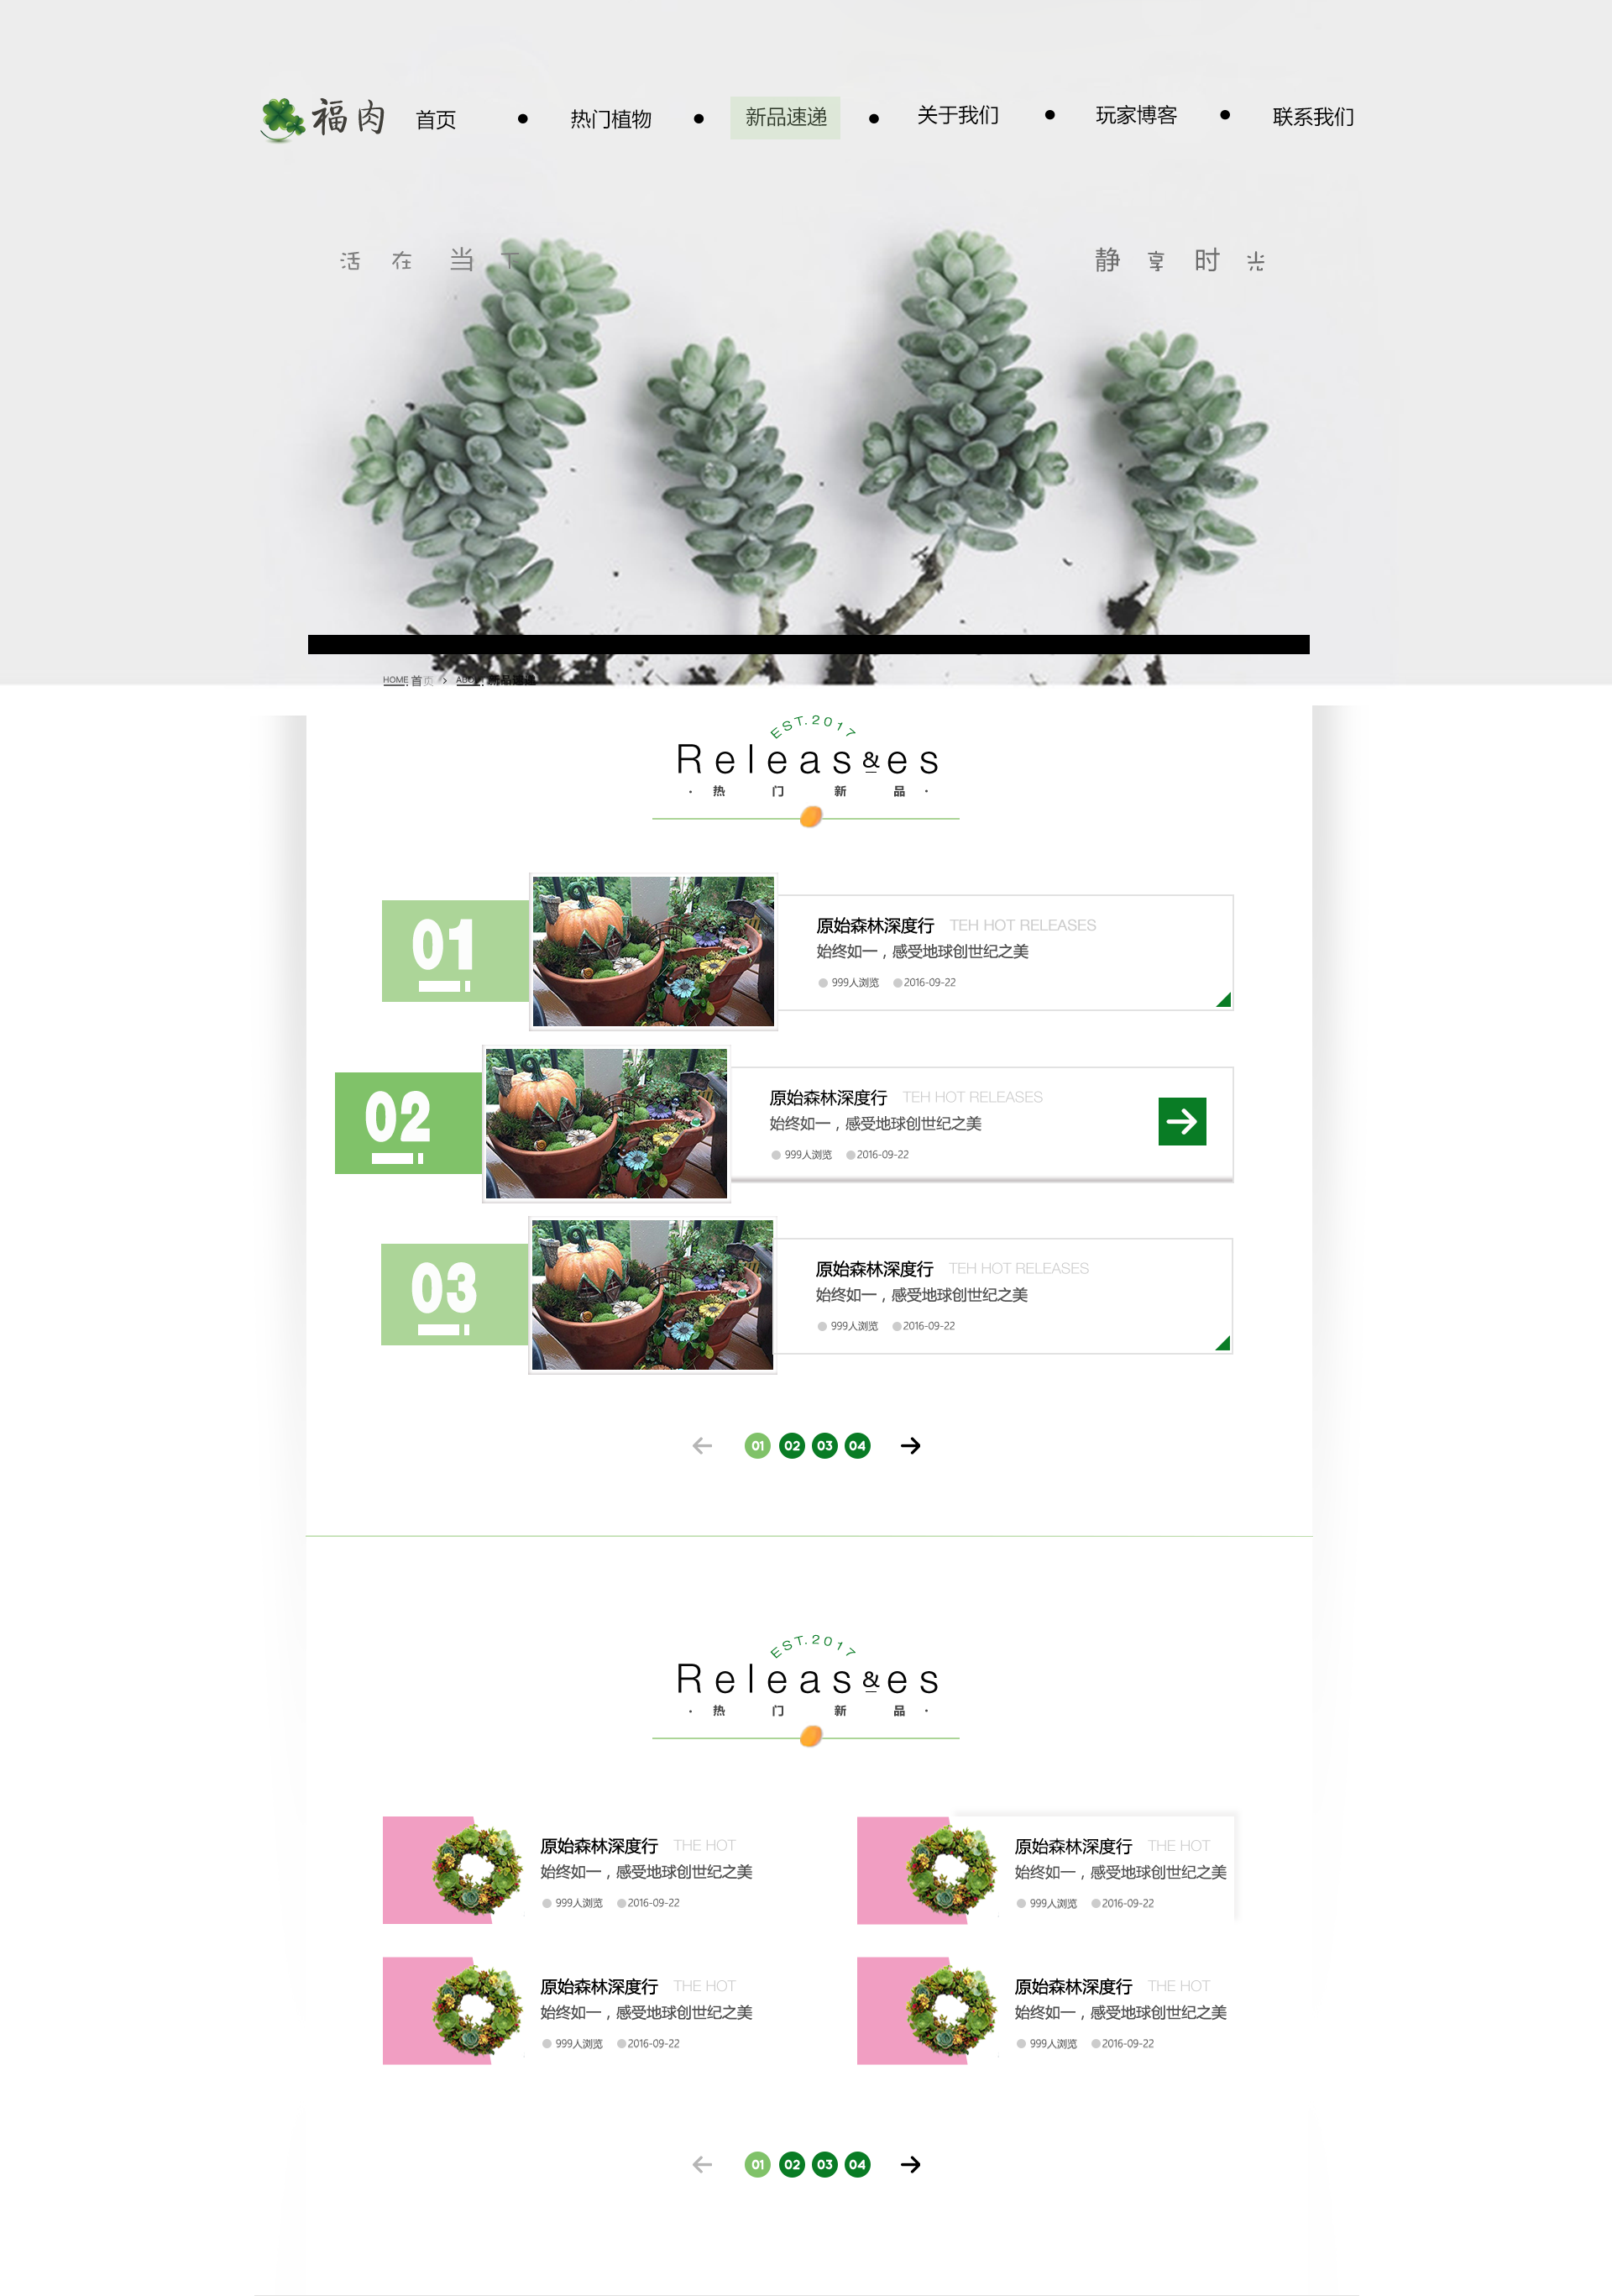 福肉 首页 • 热门植物 • 新品速递 • 关于我们 • 玩家博客 • 联系我们
活在当下
静享时光
HOME 首页 > ABOUT 新品速递
EST.2017
Releas&es
· 热门新品 ·
01
原始森林深度行 TEH HOT RELEASES
始终如一，感受地球创世纪之美
999人浏览 2016-09-22
02
原始森林深度行 TEH HOT RELEASES
始终如一，感受地球创世纪之美
999人浏览 2016-09-22
03
原始森林深度行 TEH HOT RELEASES
始终如一，感受地球创世纪之美
999人浏览 2016-09-22
← 01 02 03 04 →
EST.2017
Releas&es
· 热门新品 ·
原始森林深度行 THE HOT
始终如一，感受地球创世纪之美
999人浏览 2016-09-22
原始森林深度行 THE HOT
始终如一，感受地球创世纪之美
999人浏览 2016-09-22
原始森林深度行 THE HOT
始终如一，感受地球创世纪之美
999人浏览 2016-09-22
原始森林深度行 THE HOT
始终如一，感受地球创世纪之美
999人浏览 2016-09-22
← 01 02 03 04 →